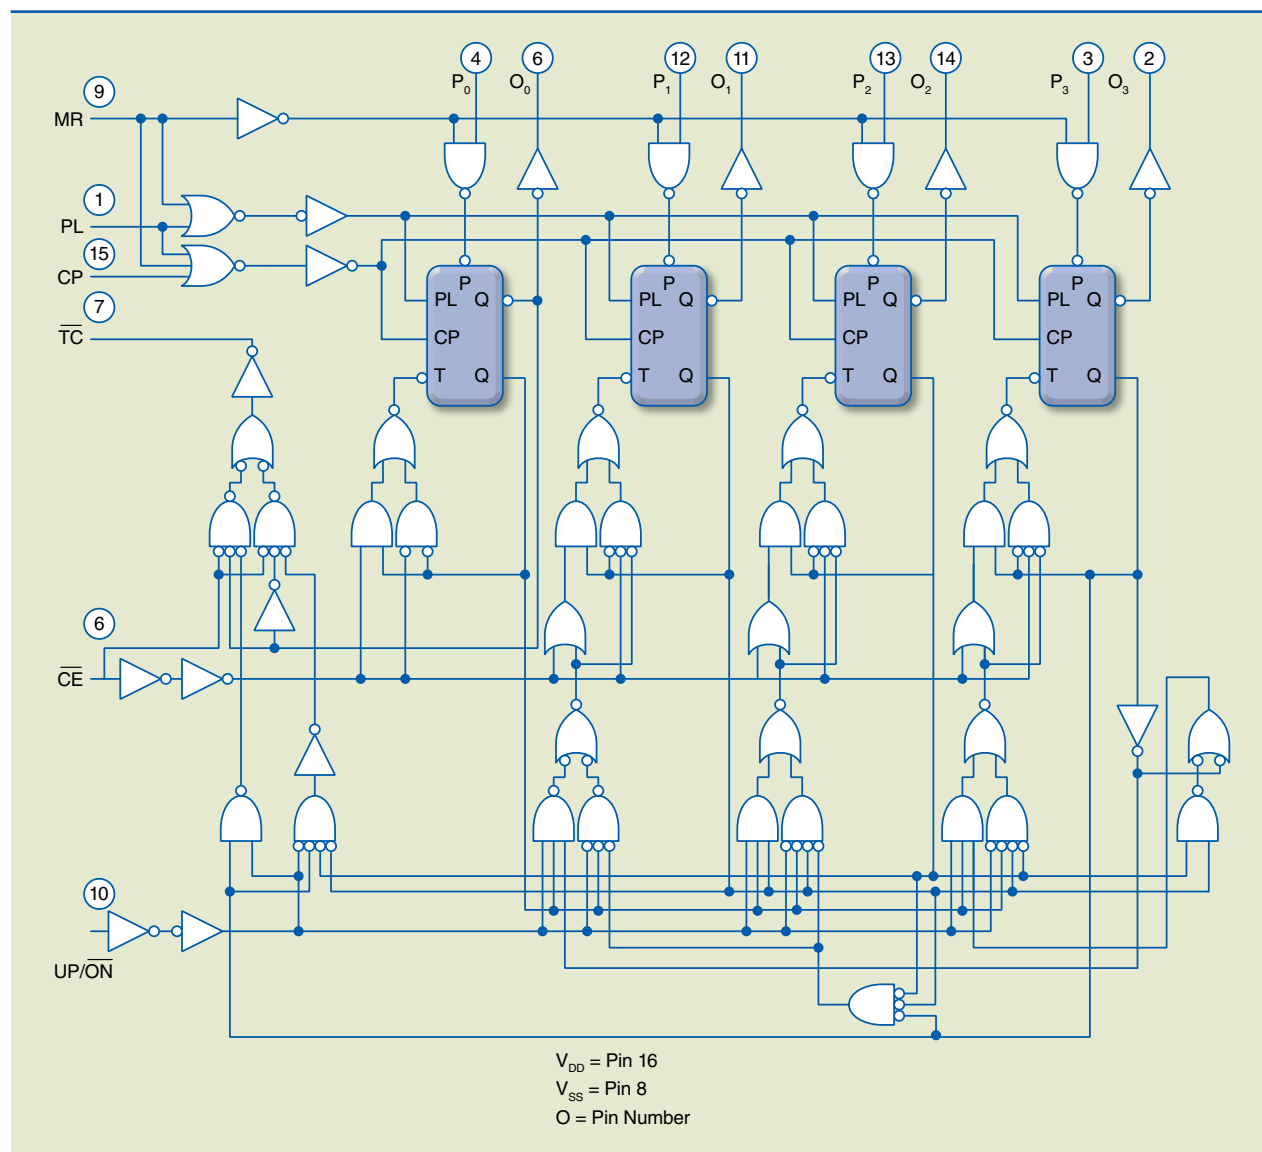 4 6 12 11 13 14 3 2
P0 O0 P1 O1 P2 O2 P3 O3
9
MR
1
PL
15
CP
7
TC
P P P P
PL Q PL Q PL Q PL Q
CP CP CP CP
T Q T Q T Q T Q
6
CE
10
UP/ON
VDD = Pin 16
VSS = Pin 8
O = Pin Number